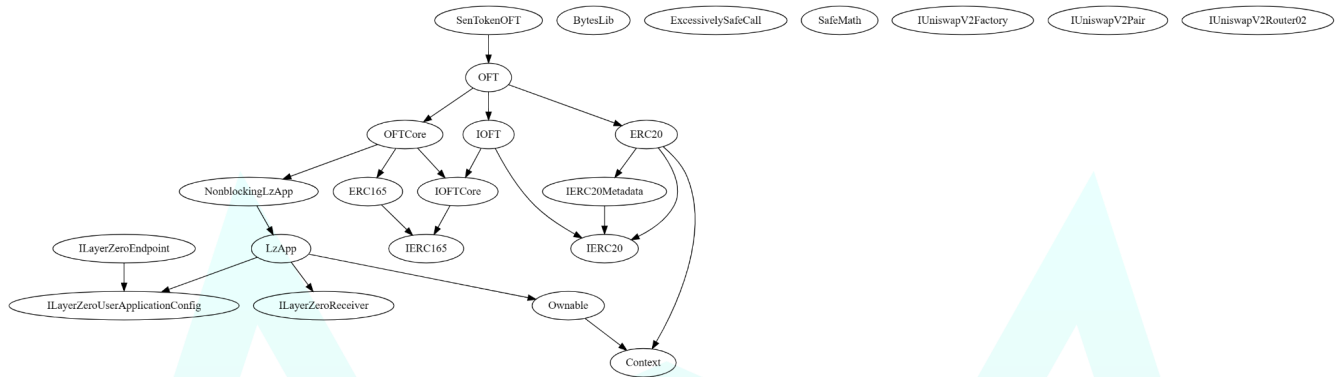 SenTokenOFT
BytesLib
ExcessivelySafeCall
SafeMath
IUniswapV2Factory
IUniswapV2Pair
IUniswapV2Router02
OFT
OFTCore
IOFT
ERC20
NonblockingLzApp
ERC165
IOFTCore
IERC20Metadata
ILayerZeroEndpoint
LzApp
IERC165
IERC20
ILayerZeroUserApplicationConfig
ILayerZeroReceiver
Ownable
Context